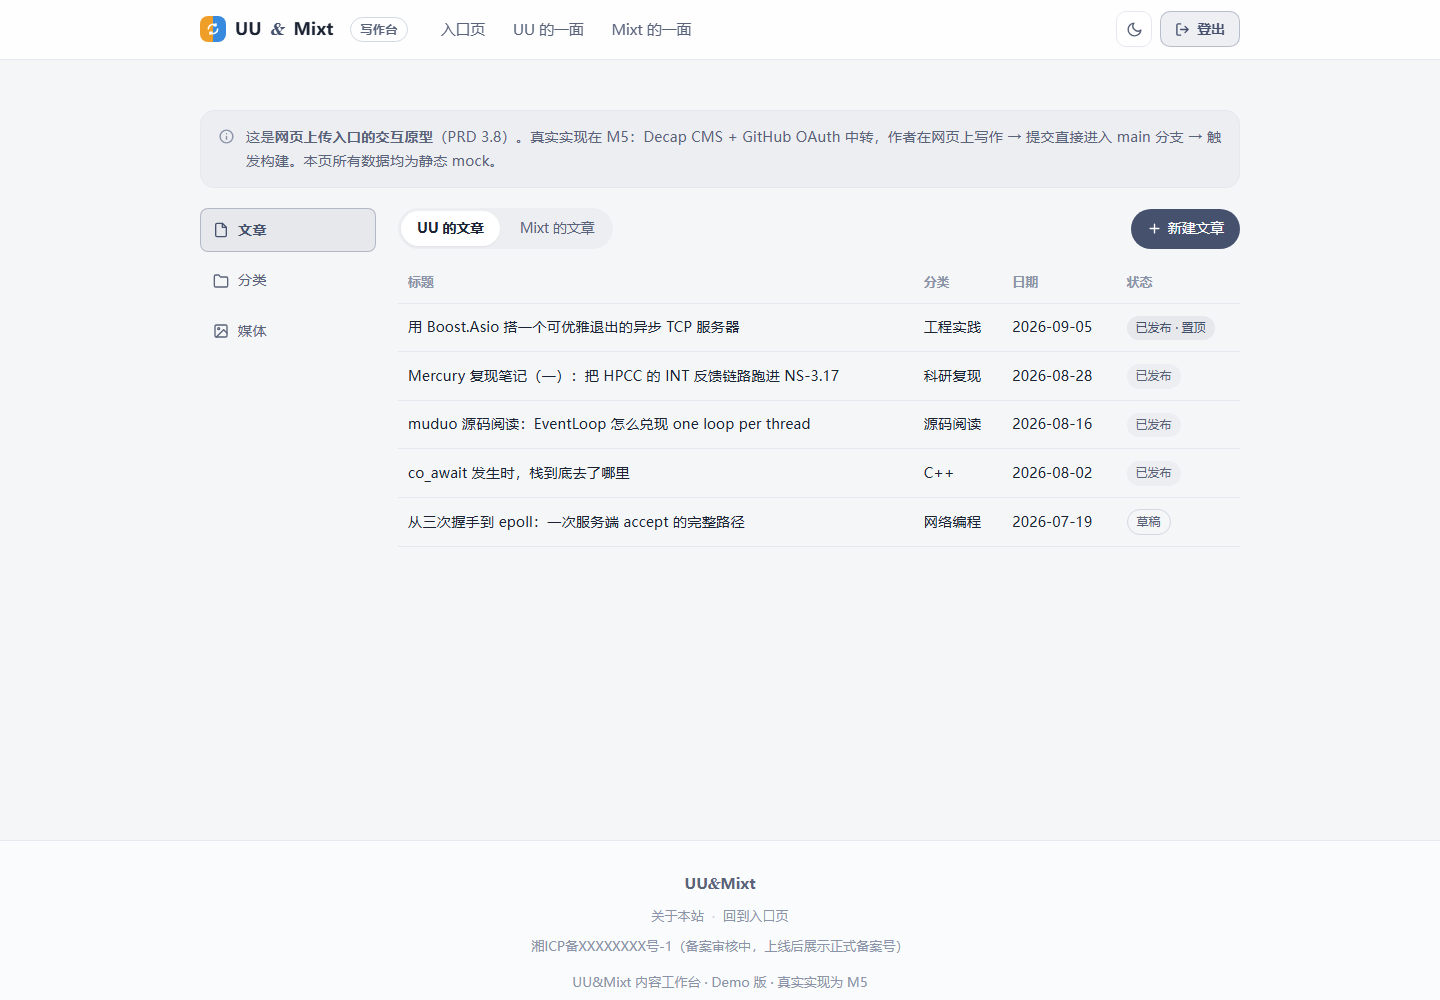 UU & Mixt 写作台 入口页 UU 的一面 Mixt 的一面 登出
这是网页上传入口的交互原型（PRD 3.8）。真实实现在 M5：Decap CMS + GitHub OAuth 中转，作者在网页上写作 → 提交直接进入 main 分支 → 触
发构建。本页所有数据均为静态 mock。
文章
分类
媒体
UU 的文章 Mixt 的文章 + 新建文章
标题 分类 日期 状态
用 Boost.Asio 搭一个可优雅退出的异步 TCP 服务器 工程实践 2026-09-05 已发布 · 置顶
Mercury 复现笔记（一）：把 HPCC 的 INT 反馈链路跑进 NS-3.17 科研复现 2026-08-28 已发布
muduo 源码阅读：EventLoop 怎么兑现 one loop per thread 源码阅读 2026-08-16 已发布
co_await 发生时，栈到底去了哪里 C++ 2026-08-02 已发布
从三次握手到 epoll：一次服务端 accept 的完整路径 网络编程 2026-07-19 草稿
UU&Mixt
关于本站 · 回到入口页
湘ICP备XXXXXXXX号-1（备案审核中，上线后展示正式备案号）
UU&Mixt 内容工作台 · Demo 版 · 真实实现为 M5